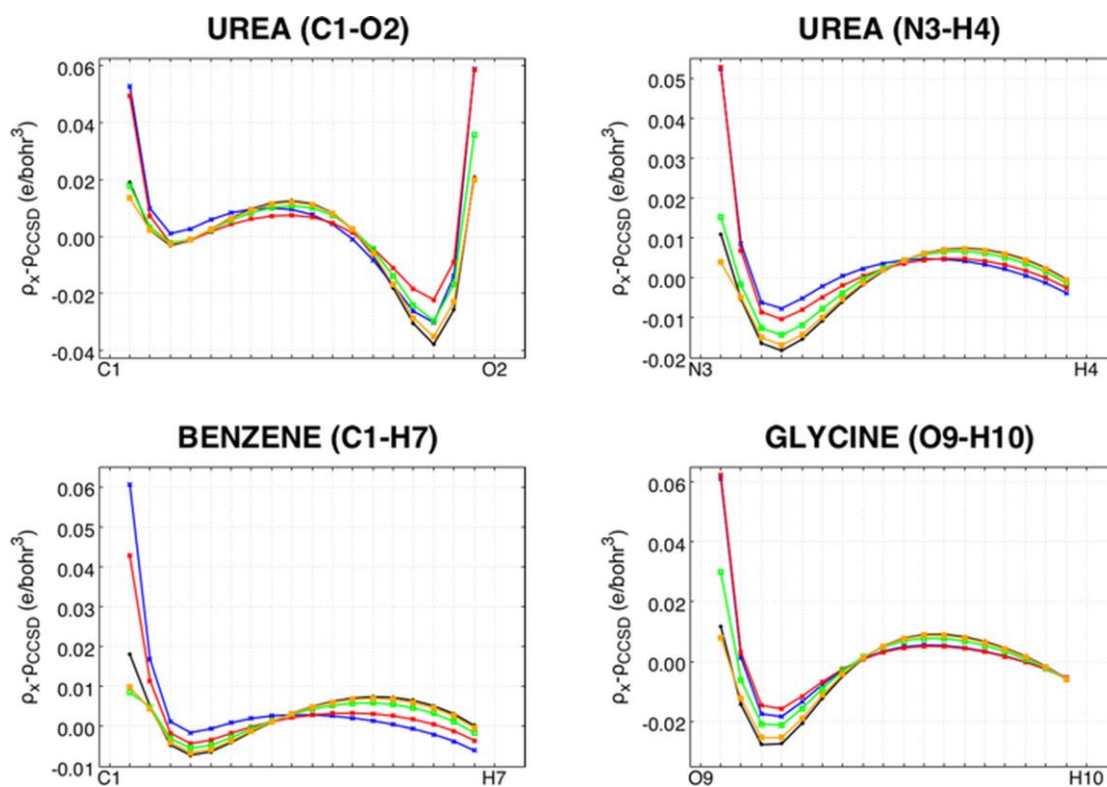 UREA (C1-O2)
ρx-ρCCSD (e/bohr³)
0.06
0.04
0.02
0.00
-0.02
-0.04
C1
O2
UREA (N3-H4)
ρx-ρCCSD (e/bohr³)
0.05
0.04
0.03
0.02
0.01
0.00
-0.01
-0.02
N3
H4
BENZENE (C1-H7)
ρx-ρCCSD (e/bohr³)
0.06
0.05
0.04
0.03
0.02
0.01
0.00
-0.01
C1
H7
GLYCINE (O9-H10)
ρx-ρCCSD (e/bohr³)
0.06
0.04
0.02
0.00
-0.02
O9
H10